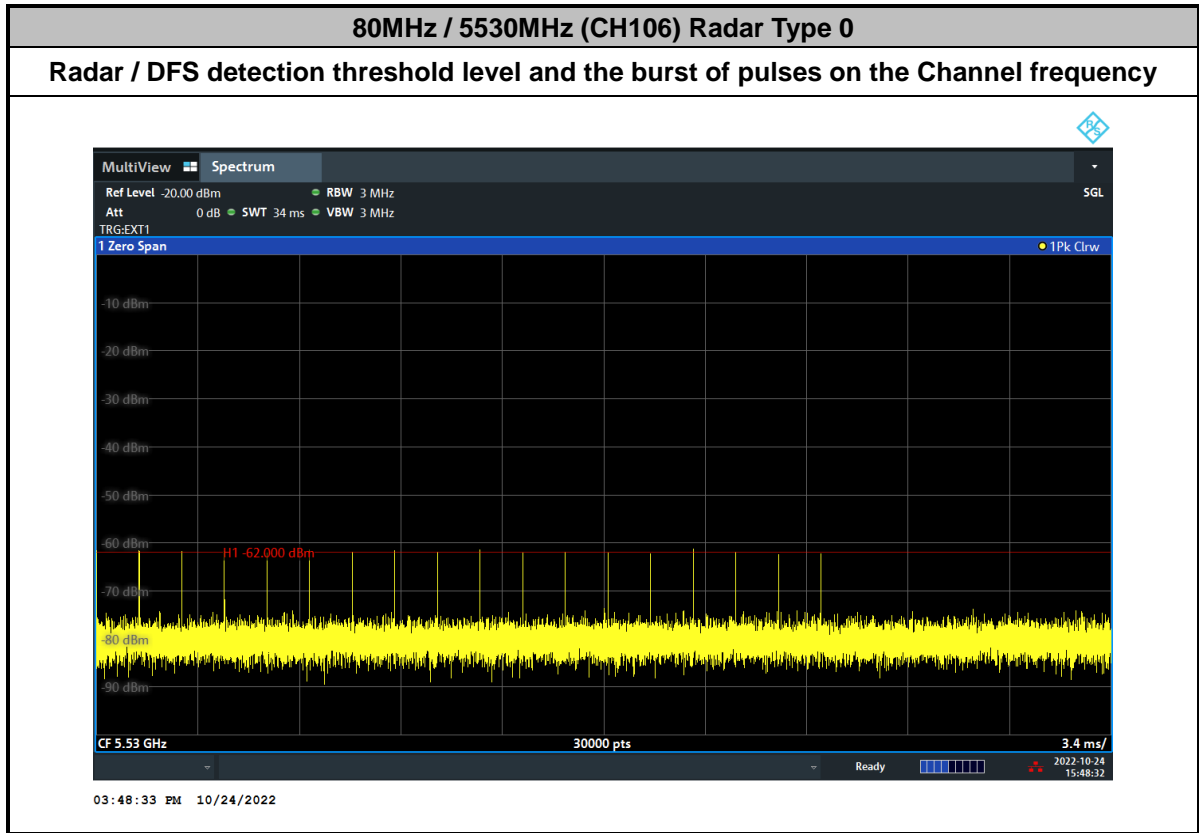 80MHz / 5530MHz (CH106) Radar Type 0
Radar / DFS detection threshold level and the burst of pulses on the Channel frequency
R&S
MultiView Spectrum
Ref Level -20.00 dBm RBW 3 MHz SGL
Att 0 dB SWT 34 ms VBW 3 MHz
TRG:EXT1
1 Zero Span 1Pk Clrw
-10 dBm
-20 dBm
-30 dBm
-40 dBm
-50 dBm
-60 dBm
H1 -62.000 dBm
-70 dBm
-80 dBm
-90 dBm
CF 5.53 GHz 30000 pts 3.4 ms/
Ready 2022-10-24
15:48:32
03:48:33 PM 10/24/2022